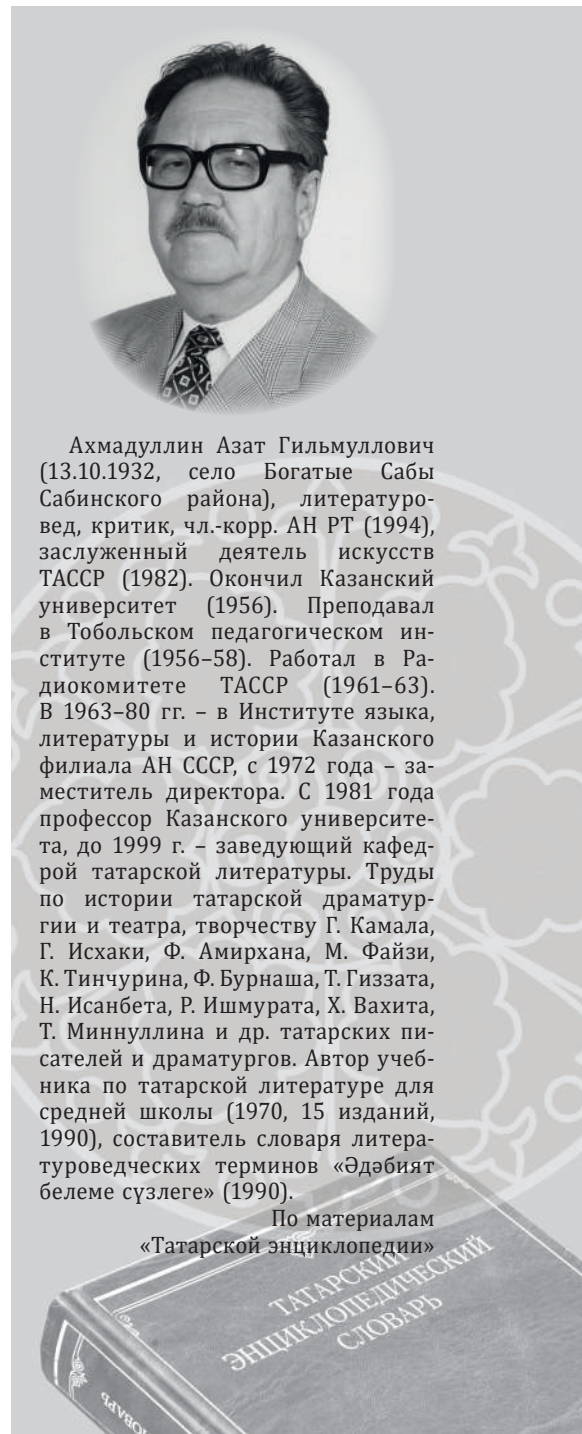 Ахмадуллин Азат Гильмуллович
(13.10.1932, село Богатые Сабы
Сабинского района), литературо-
вед, критик, чл.-корр. АН РТ (1994),
заслуженный деятель искусств
ТАССР (1982). Окончил Казанский
университет (1956). Преподавал
в Тобольском педагогическом ин-
ституте (1956–58). Работал в Ра-
диокомитете ТАССР (1961–63).
В 1963–80 гг. – в Институте языка,
литературы и истории Казанского
филиала АН СССР, с 1972 года – за-
меститель директора. С 1981 года
профессор Казанского университе-
та, до 1999 г. – заведующий кафед-
рой татарской литературы. Труды
по истории татарской драматур-
гии и театра, творчеству Г. Камала,
Г. Исхаки, Ф. Амирхана, М. Файзи,
К. Тинчурина, Ф. Бурнаша, Т. Гиззата,
Н. Исанбета, Р. Ишмурата, Х. Вахита,
Т. Миннуллина и др. татарских пи-
сателей и драматургов. Автор учеб-
ника по татарской литературе для
средней школы (1970, 15 изданий,
1990), составитель словаря литера-
туроведческих терминов «Әдәбият
белеме сүзлеге» (1990).
По материалам
«Татарской энциклопедии»
ТАТАРСКИЙ
ЭНЦИКЛОПЕДИЧЕСКИЙ
СЛОВАРЬ